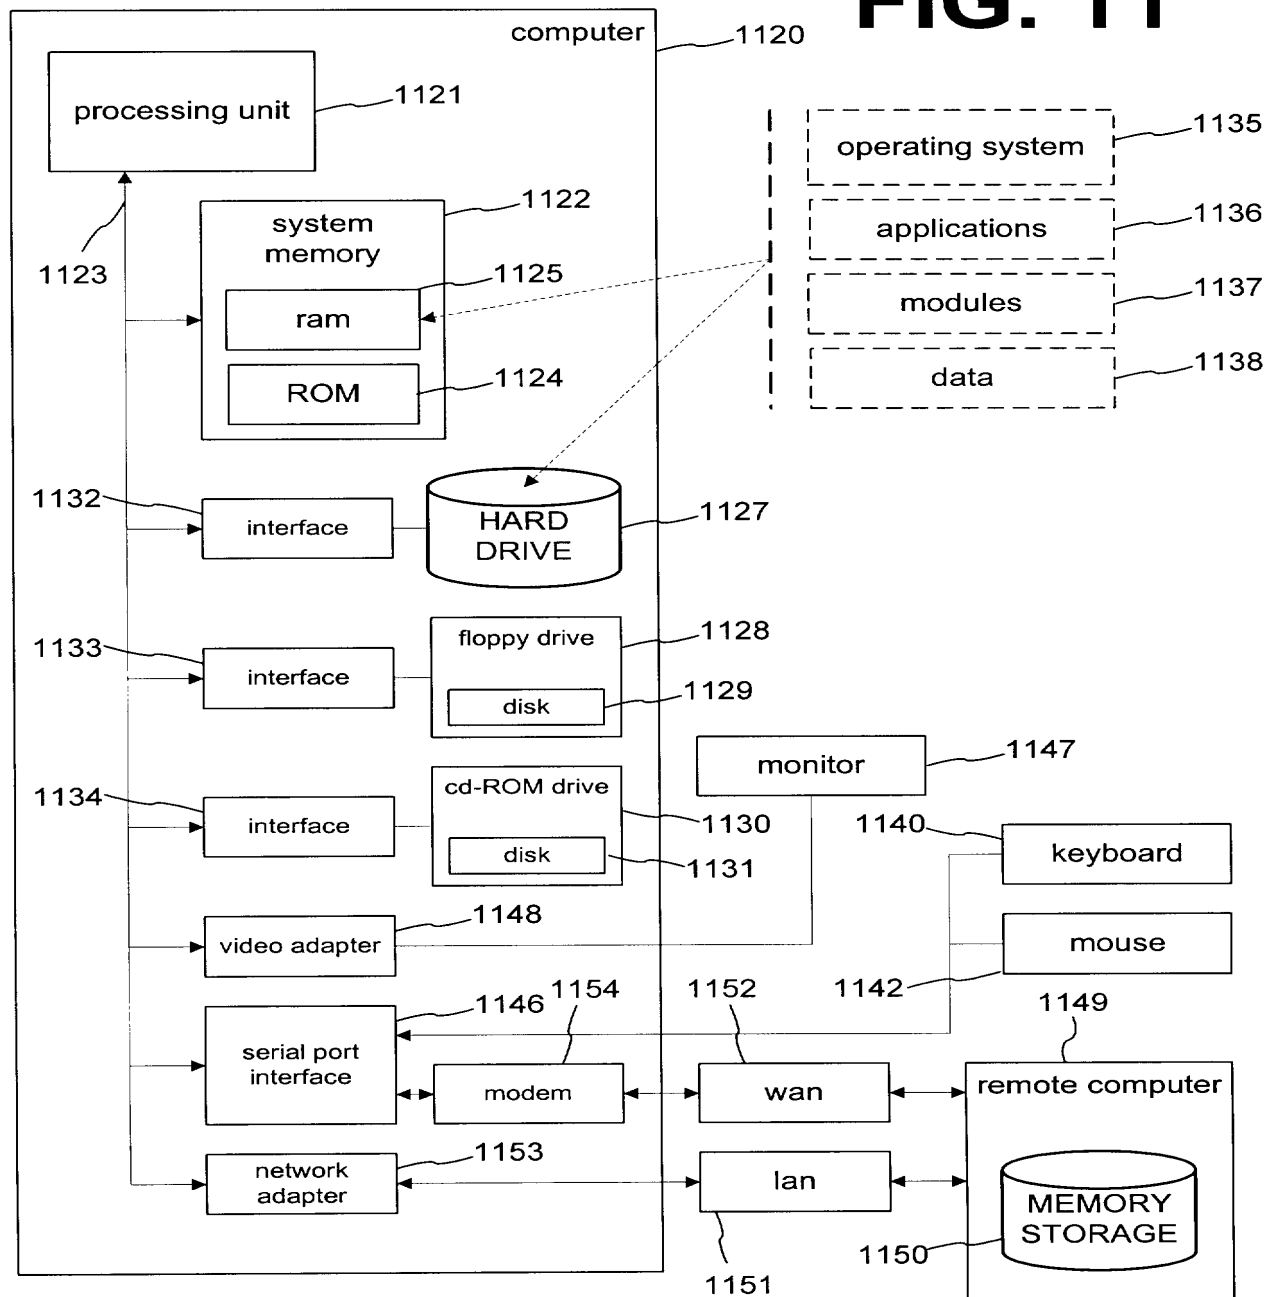 FIG. 11
computer
1120
processing unit
1121
1123
system
memory
1122
ram
1125
ROM
1124
operating system
1135
applications
1136
modules
1137
data
1138
1132
interface
HARD
DRIVE
1127
1133
interface
floppy drive
1128
disk
1129
1134
interface
cd-ROM drive
1130
disk
1131
monitor
1147
1140
keyboard
mouse
1142
video adapter
1148
serial port
interface
1146
1154
modem
1152
wan
1149
remote computer
network
adapter
1153
lan
1151
MEMORY
STORAGE
1150